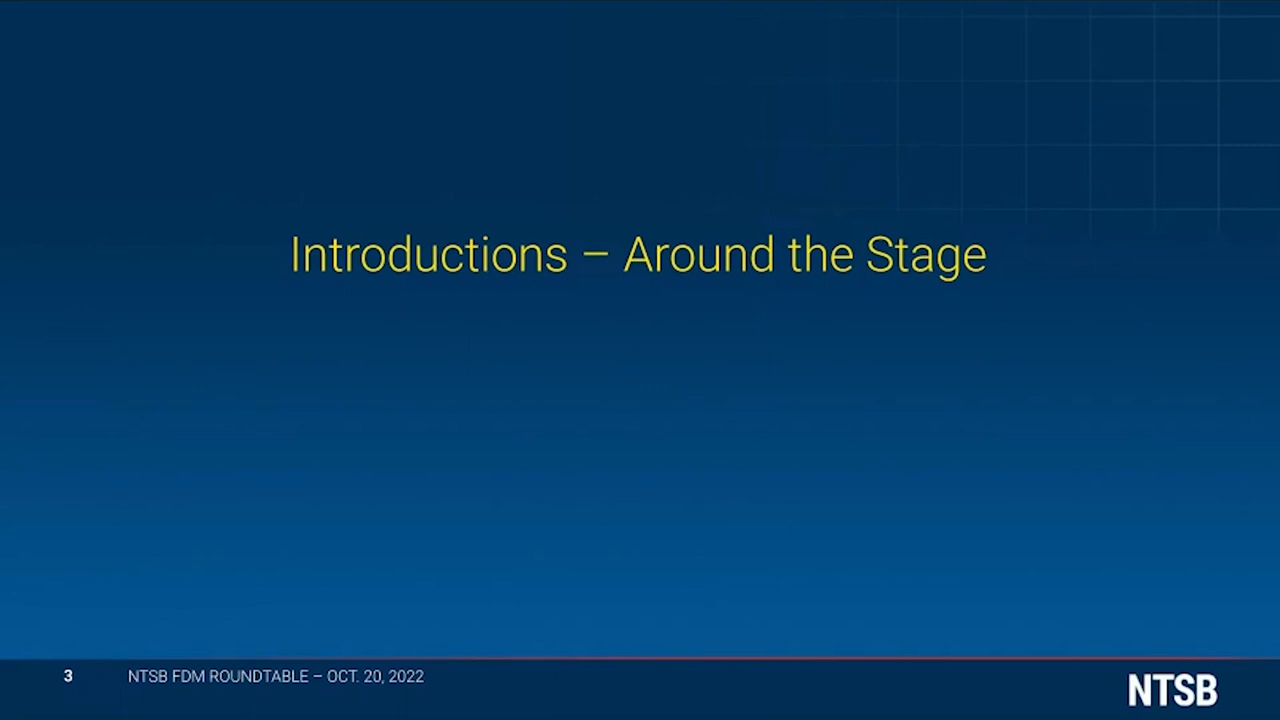 Introductions – Around the Stage
3
NTSB FDM ROUNDTABLE – OCT. 20, 2022
NTSB